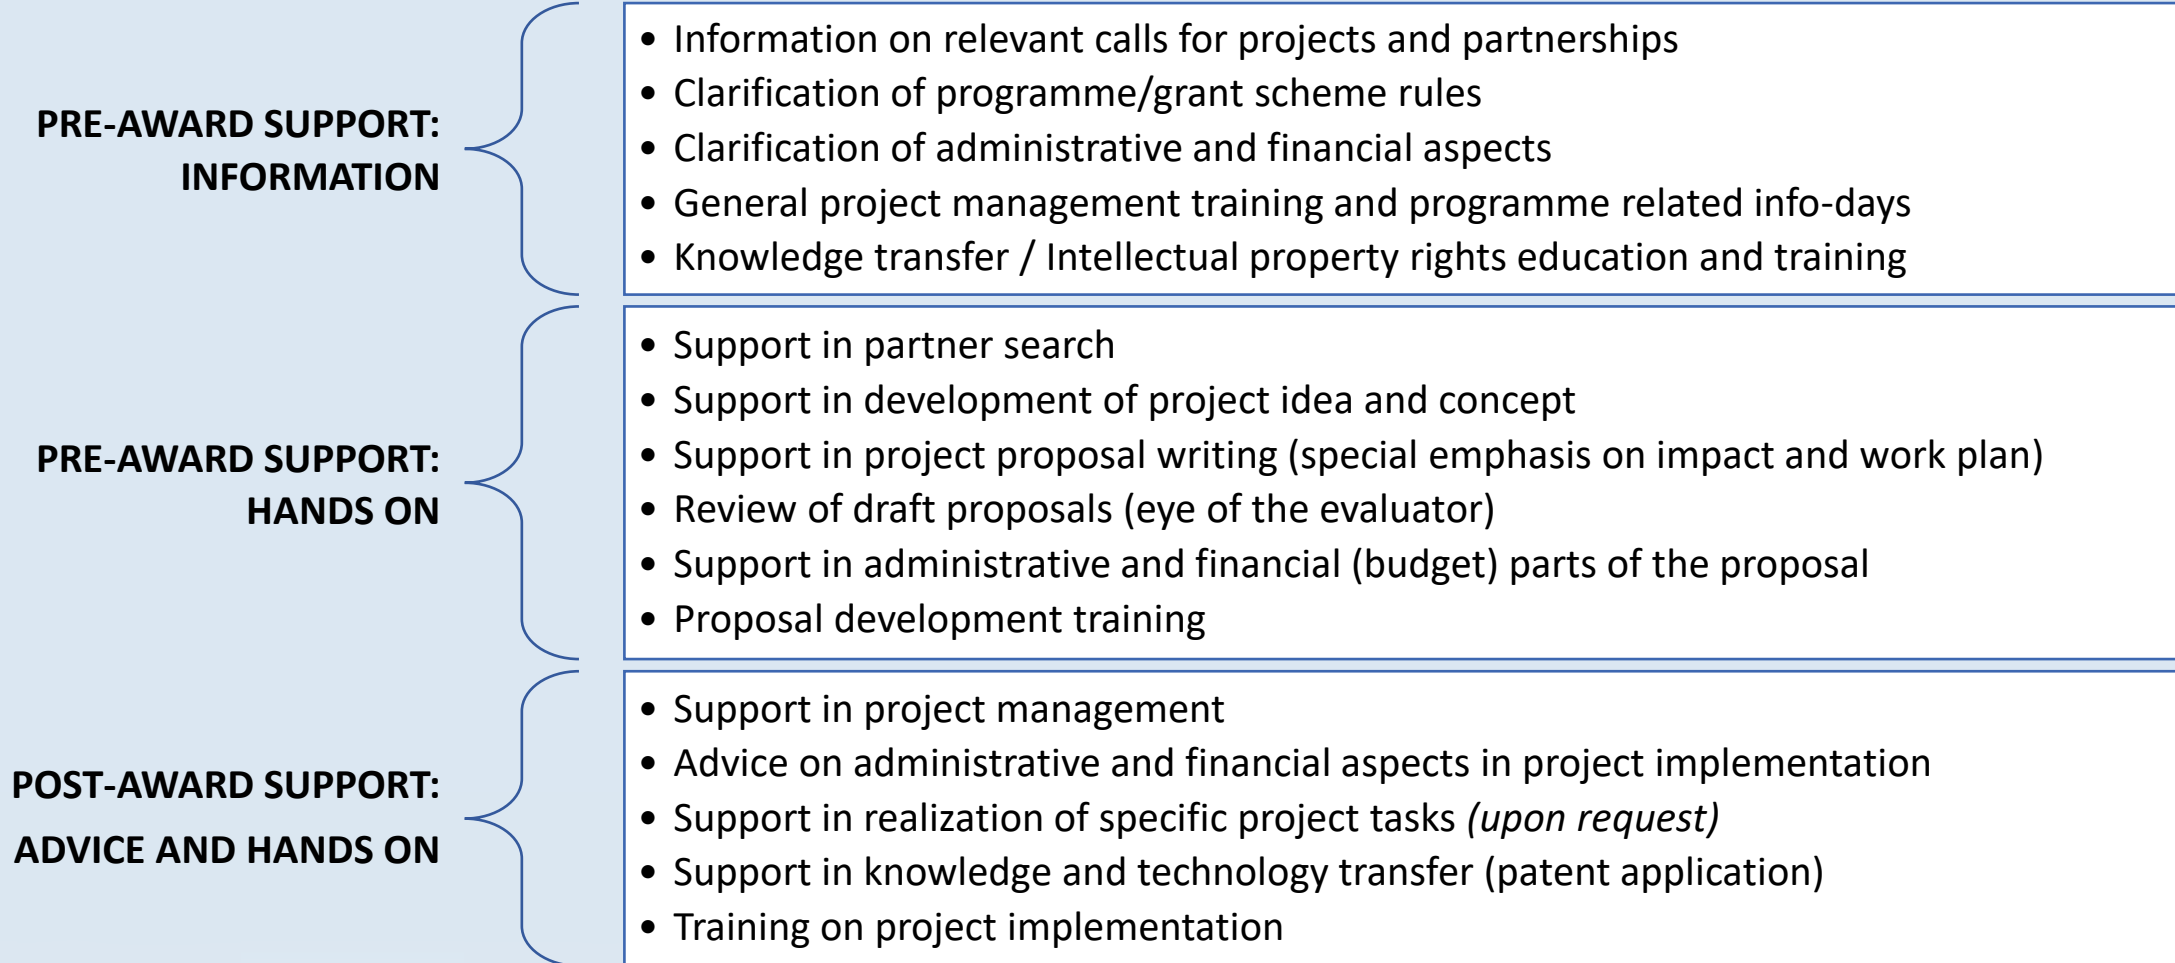 PRE-AWARD SUPPORT:
INFORMATION
• Information on relevant calls for projects and partnerships
• Clarification of programme/grant scheme rules
• Clarification of administrative and financial aspects
• General project management training and programme related info-days
• Knowledge transfer / Intellectual property rights education and training
PRE-AWARD SUPPORT:
HANDS ON
• Support in partner search
• Support in development of project idea and concept
• Support in project proposal writing (special emphasis on impact and work plan)
• Review of draft proposals (eye of the evaluator)
• Support in administrative and financial (budget) parts of the proposal
• Proposal development training
POST-AWARD SUPPORT:
ADVICE AND HANDS ON
• Support in project management
• Advice on administrative and financial aspects in project implementation
• Support in realization of specific project tasks (upon request)
• Support in knowledge and technology transfer (patent application)
• Training on project implementation